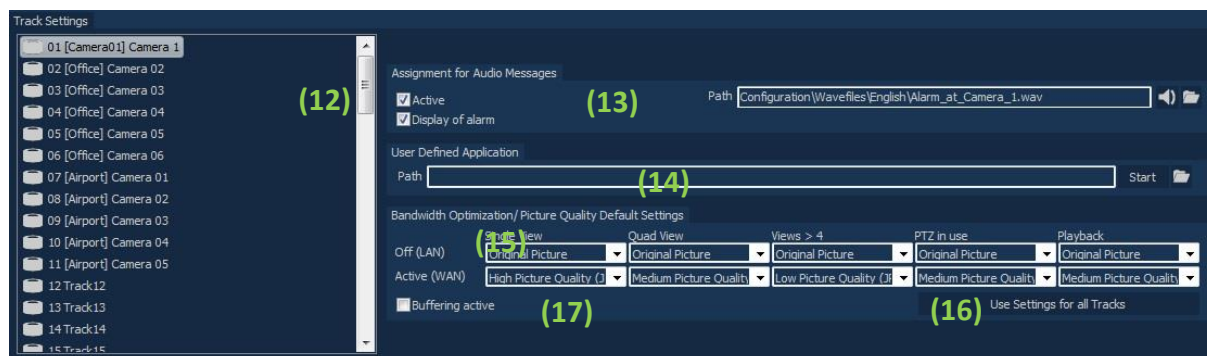 Track Settings
01 [Camera01] Camera 1
02 [Office] Camera 02
03 [Office] Camera 03
04 [Office] Camera 04
05 [Office] Camera 05
06 [Office] Camera 06
07 [Airport] Camera 01
08 [Airport] Camera 02
09 [Airport] Camera 03
10 [Airport] Camera 04
11 [Airport] Camera 05
12 Track12
13 Track13
14 Track14
15 Track15
(12)
Assignment for Audio Messages
Active
(13)
Path Configuration\Wavefiles\English\Alarm_at_Camera_1.wav
Display of alarm
User Defined Application
Path
(14)
Start
Bandwidth Optimization/ Picture Quality Default Settings
(15)
Single View Quad View Views > 4 PTZ in use Playback
Off (LAN) Original Picture Original Picture Original Picture Original Picture Original Picture
Active (WAN) High Picture Quality (J Medium Picture Quality Low Picture Quality (JF Medium Picture Quality Medium Picture Quality
Buffering active
(17)
(16)
Use Settings for all Tracks